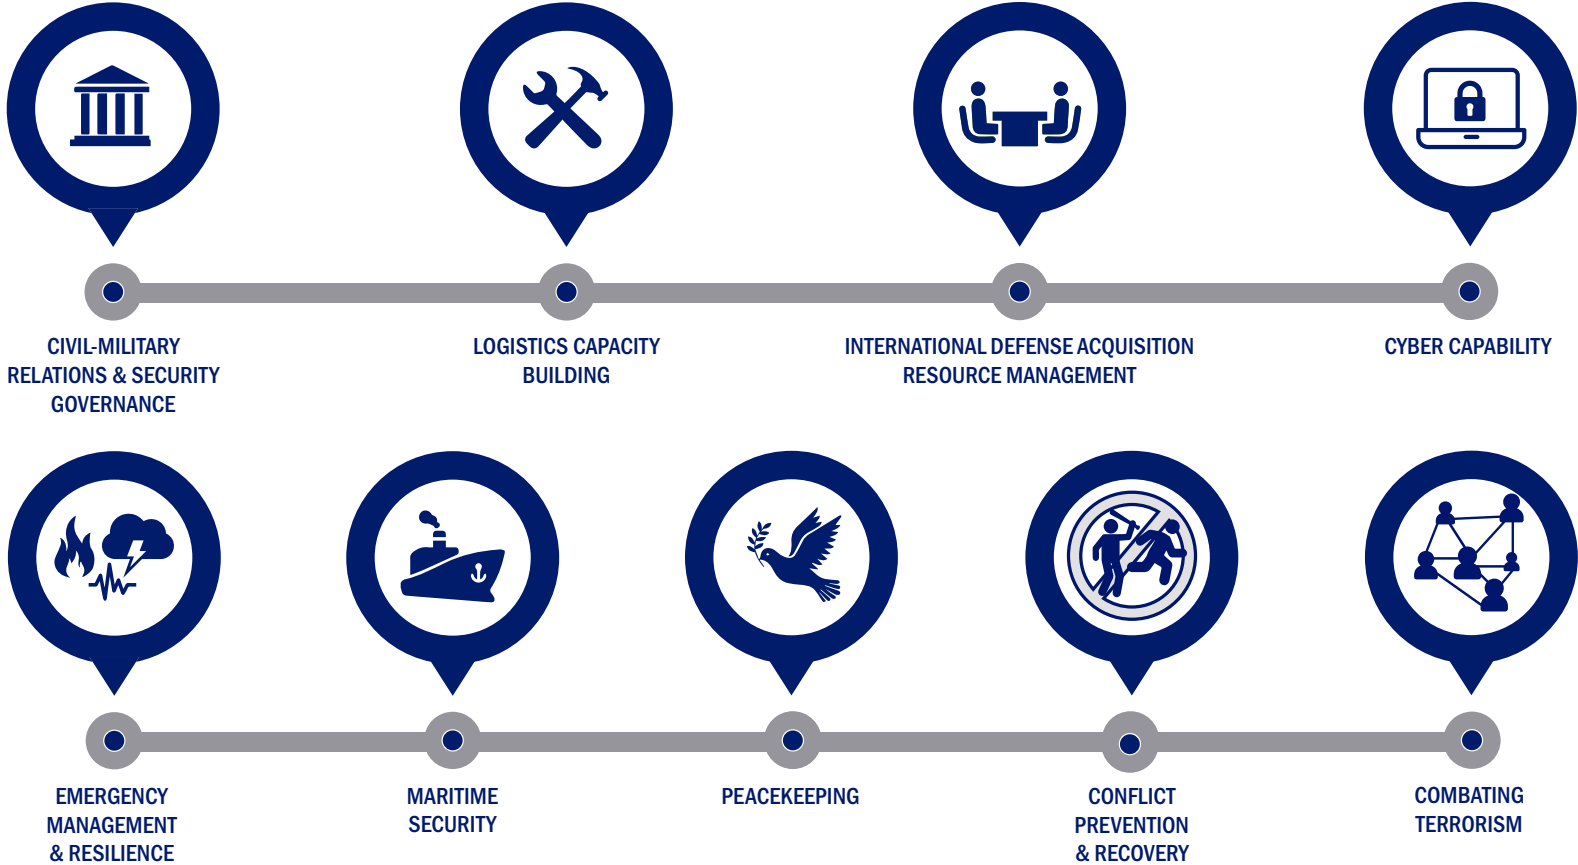 CIVIL-MILITARY
RELATIONS & SECURITY
GOVERNANCE
LOGISTICS CAPACITY
BUILDING
INTERNATIONAL DEFENSE ACQUISITION
RESOURCE MANAGEMENT
CYBER CAPABILITY
EMERGENCY
MANAGEMENT
& RESILIENCE
MARITIME
SECURITY
PEACEKEEPING
CONFLICT
PREVENTION
& RECOVERY
COMBATING
TERRORISM